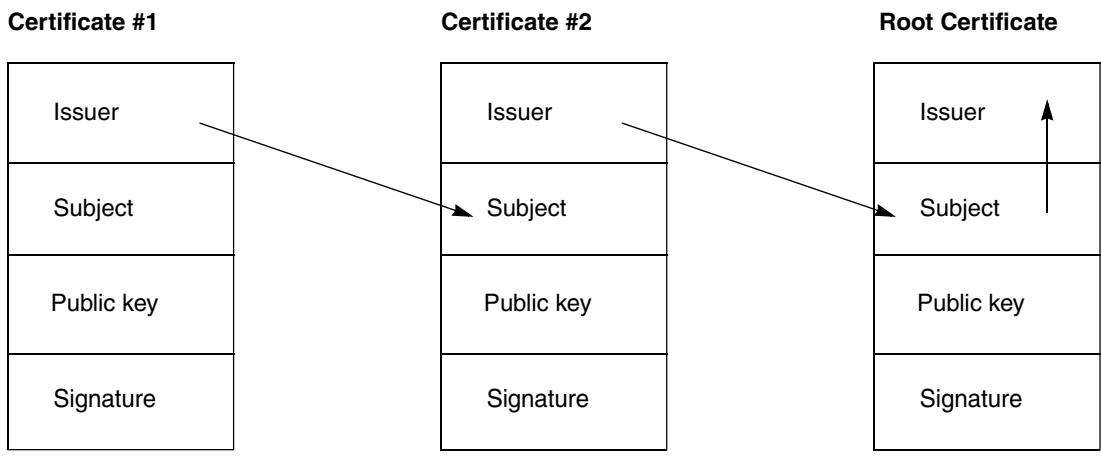 Certificate #1
Certificate #2
Root Certificate
Issuer
Issuer
Issuer
Subject
Subject
Subject
Public key
Public key
Public key
Signature
Signature
Signature